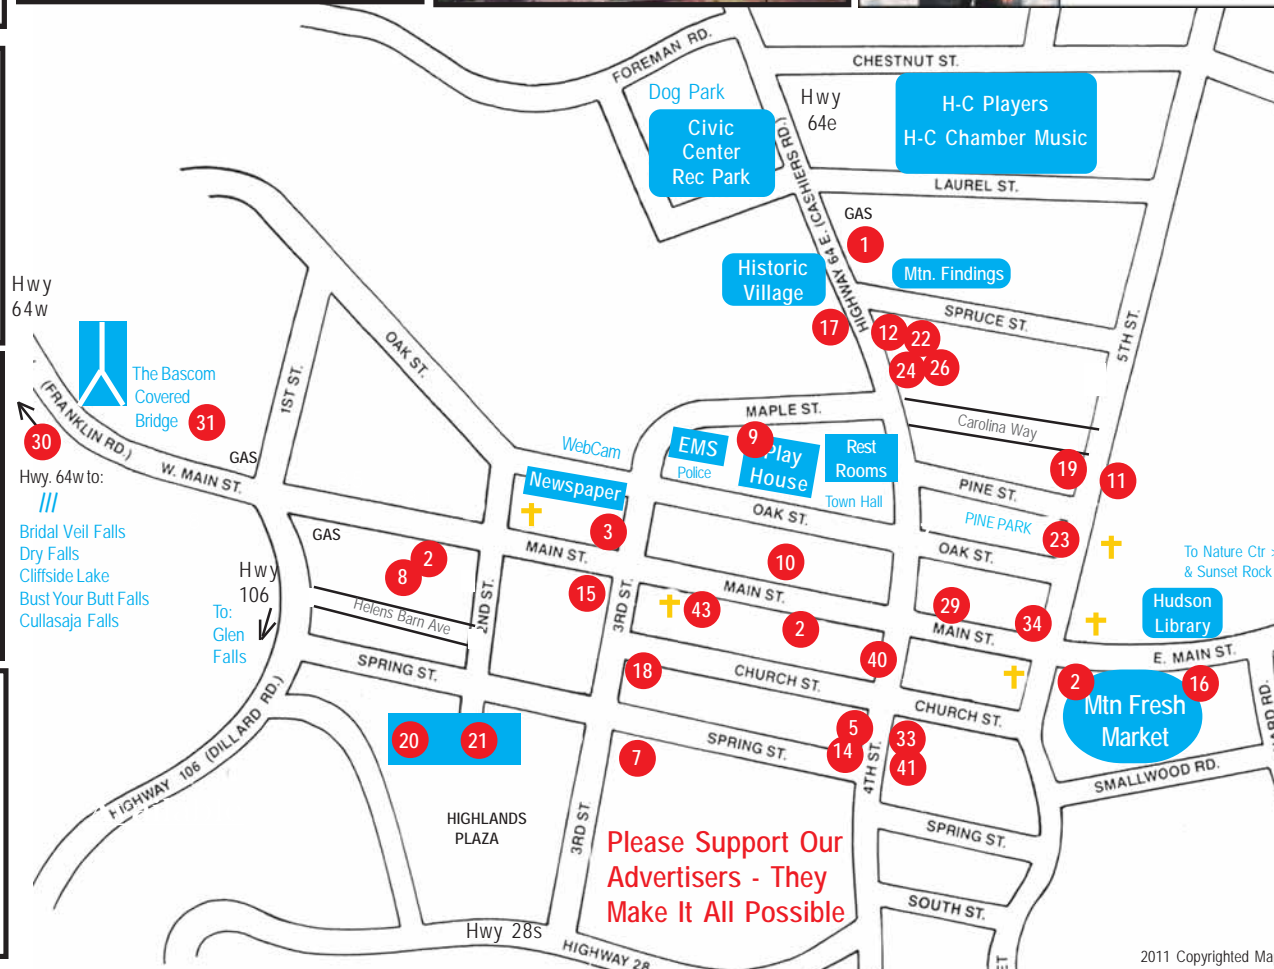 FOREMAN RD.
CHESTNUT ST.
Dog Park
Hwy
64e
H-C Players
H-C Chamber Music
Civic
Center
Rec Park
HIGHWAY 64 E. (CASHIERS RD.)
LAUREL ST.
GAS
1
Historic
Village
Mtn. Findings
17
12
22
24
26
SPRUCE ST.
5TH ST.
Hwy
64w
The Bascom
Covered
Bridge
31
1ST ST.
OAK ST.
(FRANKLIN RD.)
30
W. MAIN ST.
GAS
Hwy. 64w to:
///
Bridal Veil Falls
Dry Falls
Cliffside Lake
Bust Your Butt Falls
Cullasaja Falls
MAPLE ST.
Carolina Way
WebCam
EMS
Police
9
Play
House
Rest
Rooms
Town Hall
19
11
PINE ST.
Newspaper
3
OAK ST.
PINE PARK
23
OAK ST.
To Nature Ctr :
& Sunset Rock
GAS
2
8
MAIN ST.
10
Hwy
106
To:
Glen
Falls
Helens Barn Ave
2ND ST.
15
3RD ST.
MAIN ST.
43
2
29
34
MAIN ST.
Hudson
Library
E. MAIN ST.
SPRING ST.
18
CHURCH ST.
40
2
16
Mtn Fresh
Market
CHURCH ST.
20
21
7
SPRING ST.
5
14
33
41
4TH ST.
SMALLWOOD RD.
HIGHWAY 106 (DILLARD RD.)
HIGHLANDS
PLAZA
3RD ST.
SPRING ST.
Please Support Our
Advertisers - They
Make It All Possible
SOUTH ST.
Hwy 28s
HIGHWAY 28
2011 Copyrighted Ma